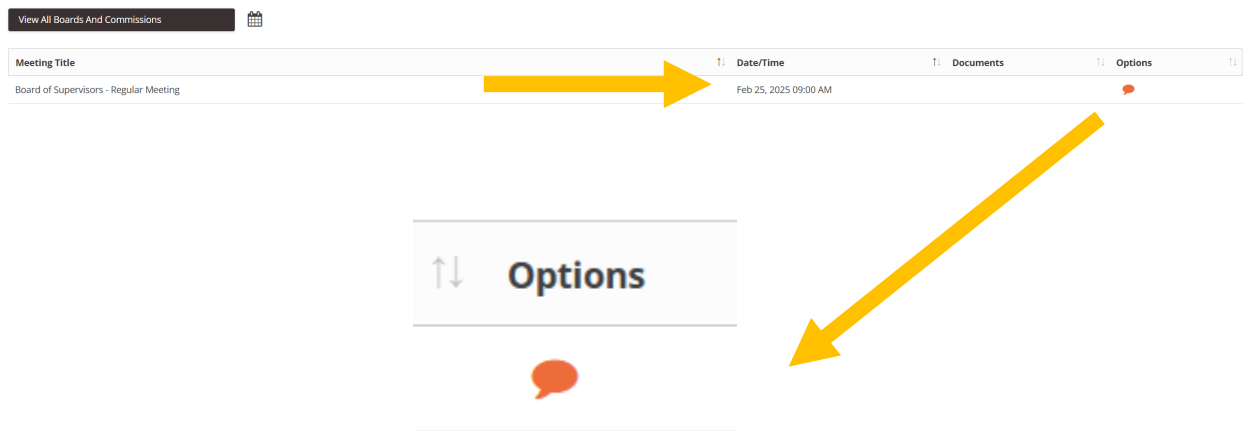 View All Boards And Commissions
Meeting Title Date/Time Documents Options
Board of Supervisors - Regular Meeting Feb 25, 2025 09:00 AM
Options